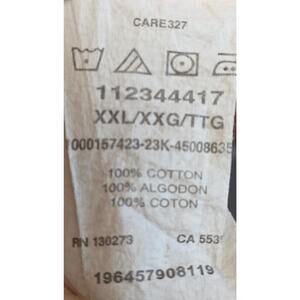 CARE327
112344417
XXL/XXG/TTG
000157423-23K-45008635
100% COTTON
100% ALGODON
100% COTON
RN 130273 CA 553
196457908119